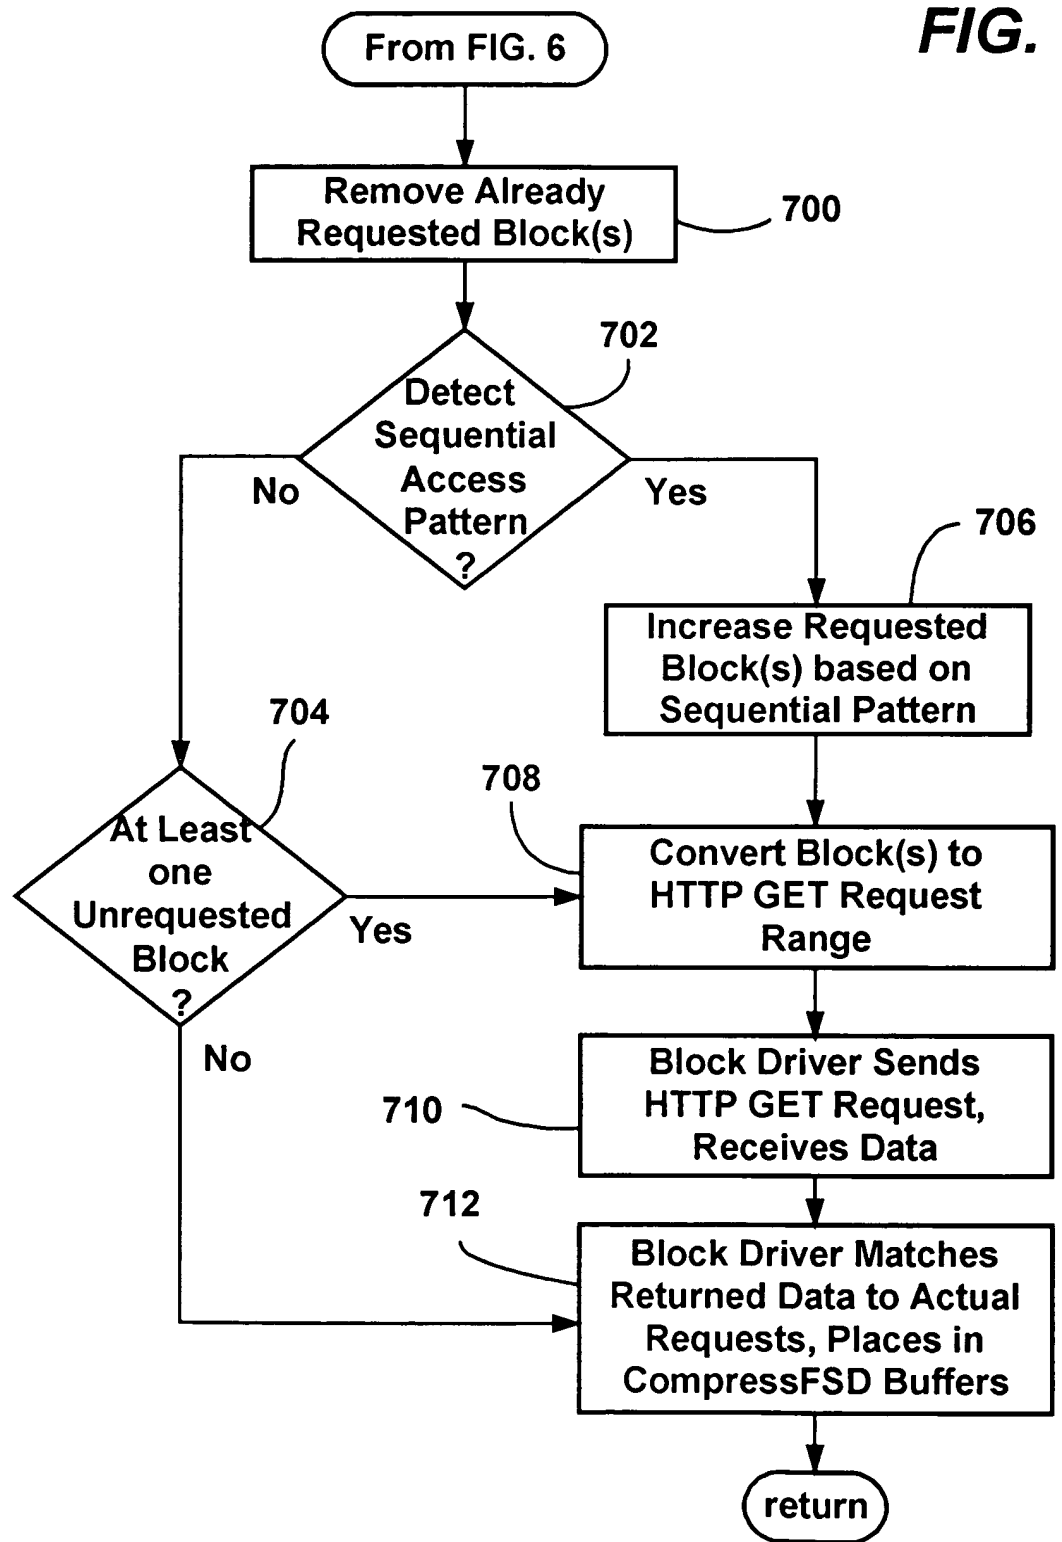 FIG.
From FIG. 6
Remove Already
Requested Block(s)
700
702
Detect
Sequential
Access
Pattern
?
No
Yes
706
Increase Requested
Block(s) based on
Sequential Pattern
704
At Least
one
Unrequested
Block
?
Yes
No
708
Convert Block(s) to
HTTP GET Request
Range
710
Block Driver Sends
HTTP GET Request,
Receives Data
712
Block Driver Matches
Returned Data to Actual
Requests, Places in
CompressFSD Buffers
return